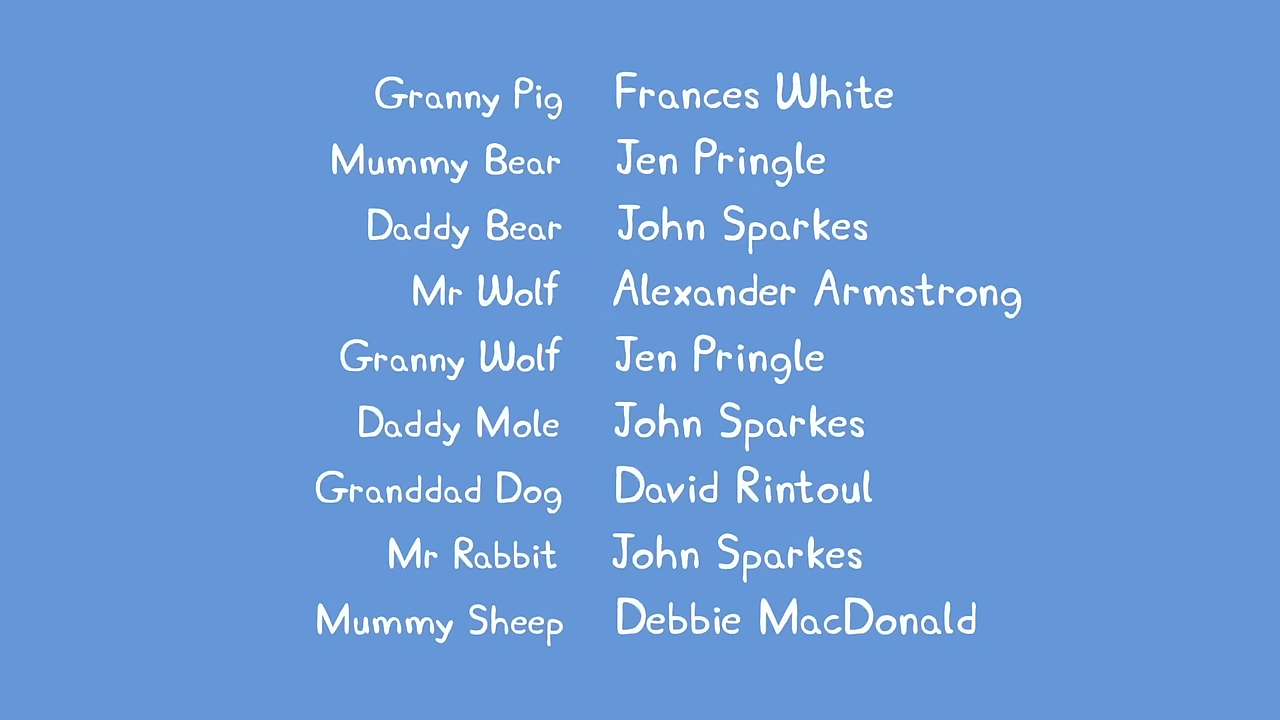 Granny Pig Frances White
Mummy Bear Jen Pringle
Daddy Bear John Sparkes
Mr Wolf Alexander Armstrong
Granny Wolf Jen Pringle
Daddy Mole John Sparkes
Granddad Dog David Rintoul
Mr Rabbit John Sparkes
Mummy Sheep Debbie MacDonald